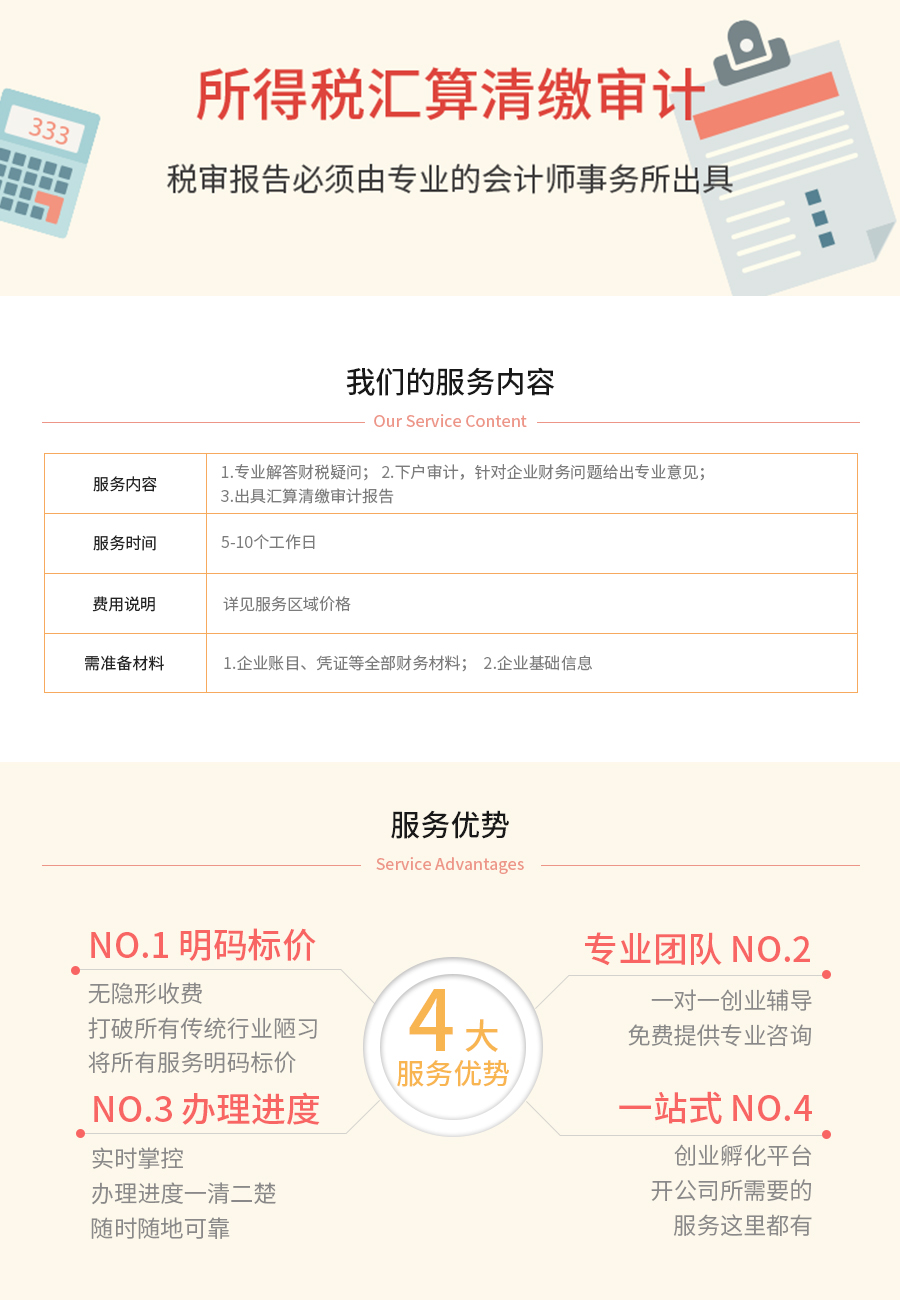 所得税汇算清缴审计
税审报告必须由专业的会计师事务所出具
333
我们的服务内容
Our Service Content
服务内容
1.专业解答财税疑问； 2.下户审计，针对企业财务问题给出专业意见；
3.出具汇算清缴审计报告
服务时间
5-10个工作日
费用说明
详见服务区域价格
需准备材料
1.企业账目、凭证等全部财务材料； 2.企业基础信息
服务优势
Service Advantages
NO.1 明码标价
无隐形收费
打破所有传统行业陋习
将所有服务明码标价
专业团队 NO.2
一对一创业辅导
免费提供专业咨询
4 大
服务优势
NO.3 办理进度
实时掌控
办理进度一清二楚
随时随地可靠
一站式 NO.4
创业孵化平台
开公司所需要的
服务这里都有